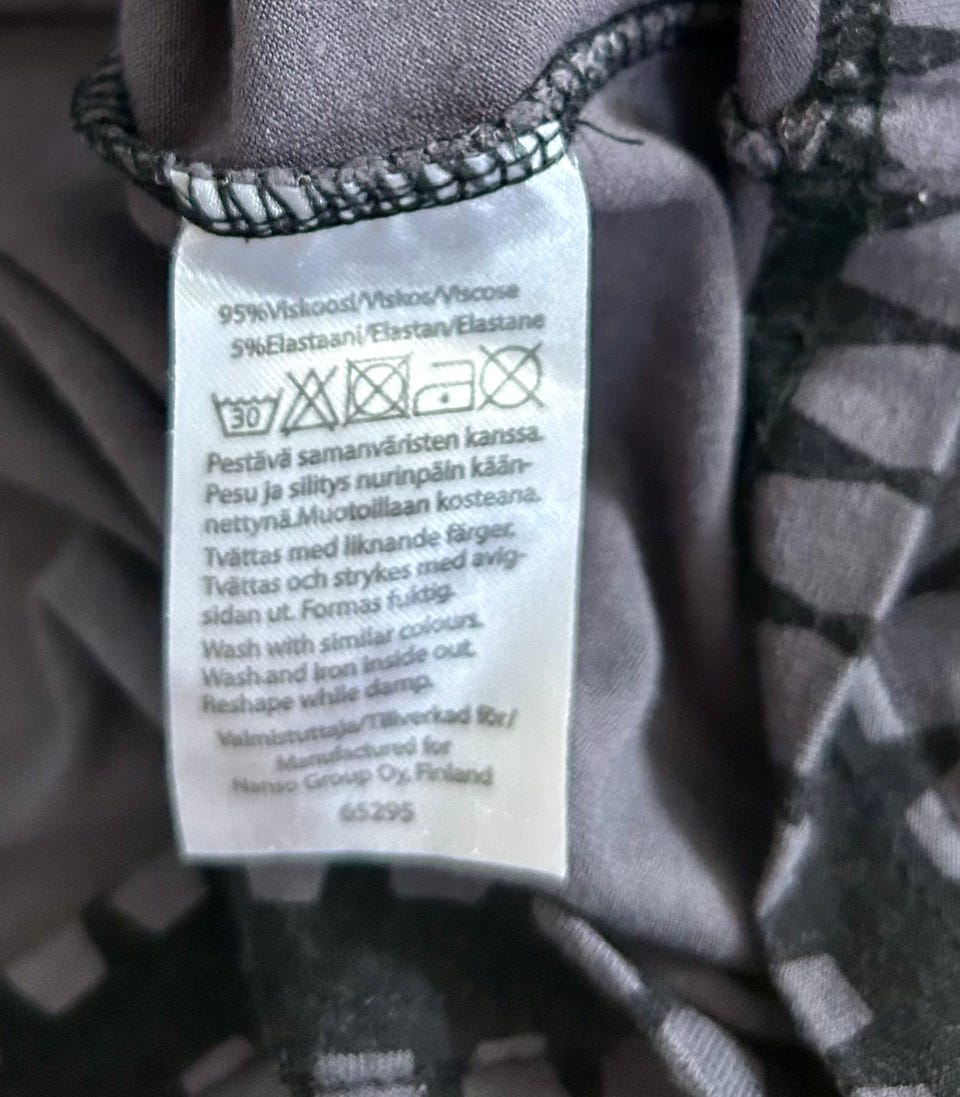 95%Viskoosi/Viskos/Viscose
5%Elastaani/Elastan/Elastane
30
Pestävä samanväristen kanssa.
Pesu ja silitys nurinpäin kään-
nettynä.Muotoillaan kosteana.
Tvättas med liknande färger.
Tvättas och strykes med avig-
sidan ut. Formas fuktig.
Wash with similar colours.
Wash.and iron inside out.
Reshape while damp.
Valmistuttaja/Tillverkad för/
Manufactured for
Nanso Group Oy, Finland
65295